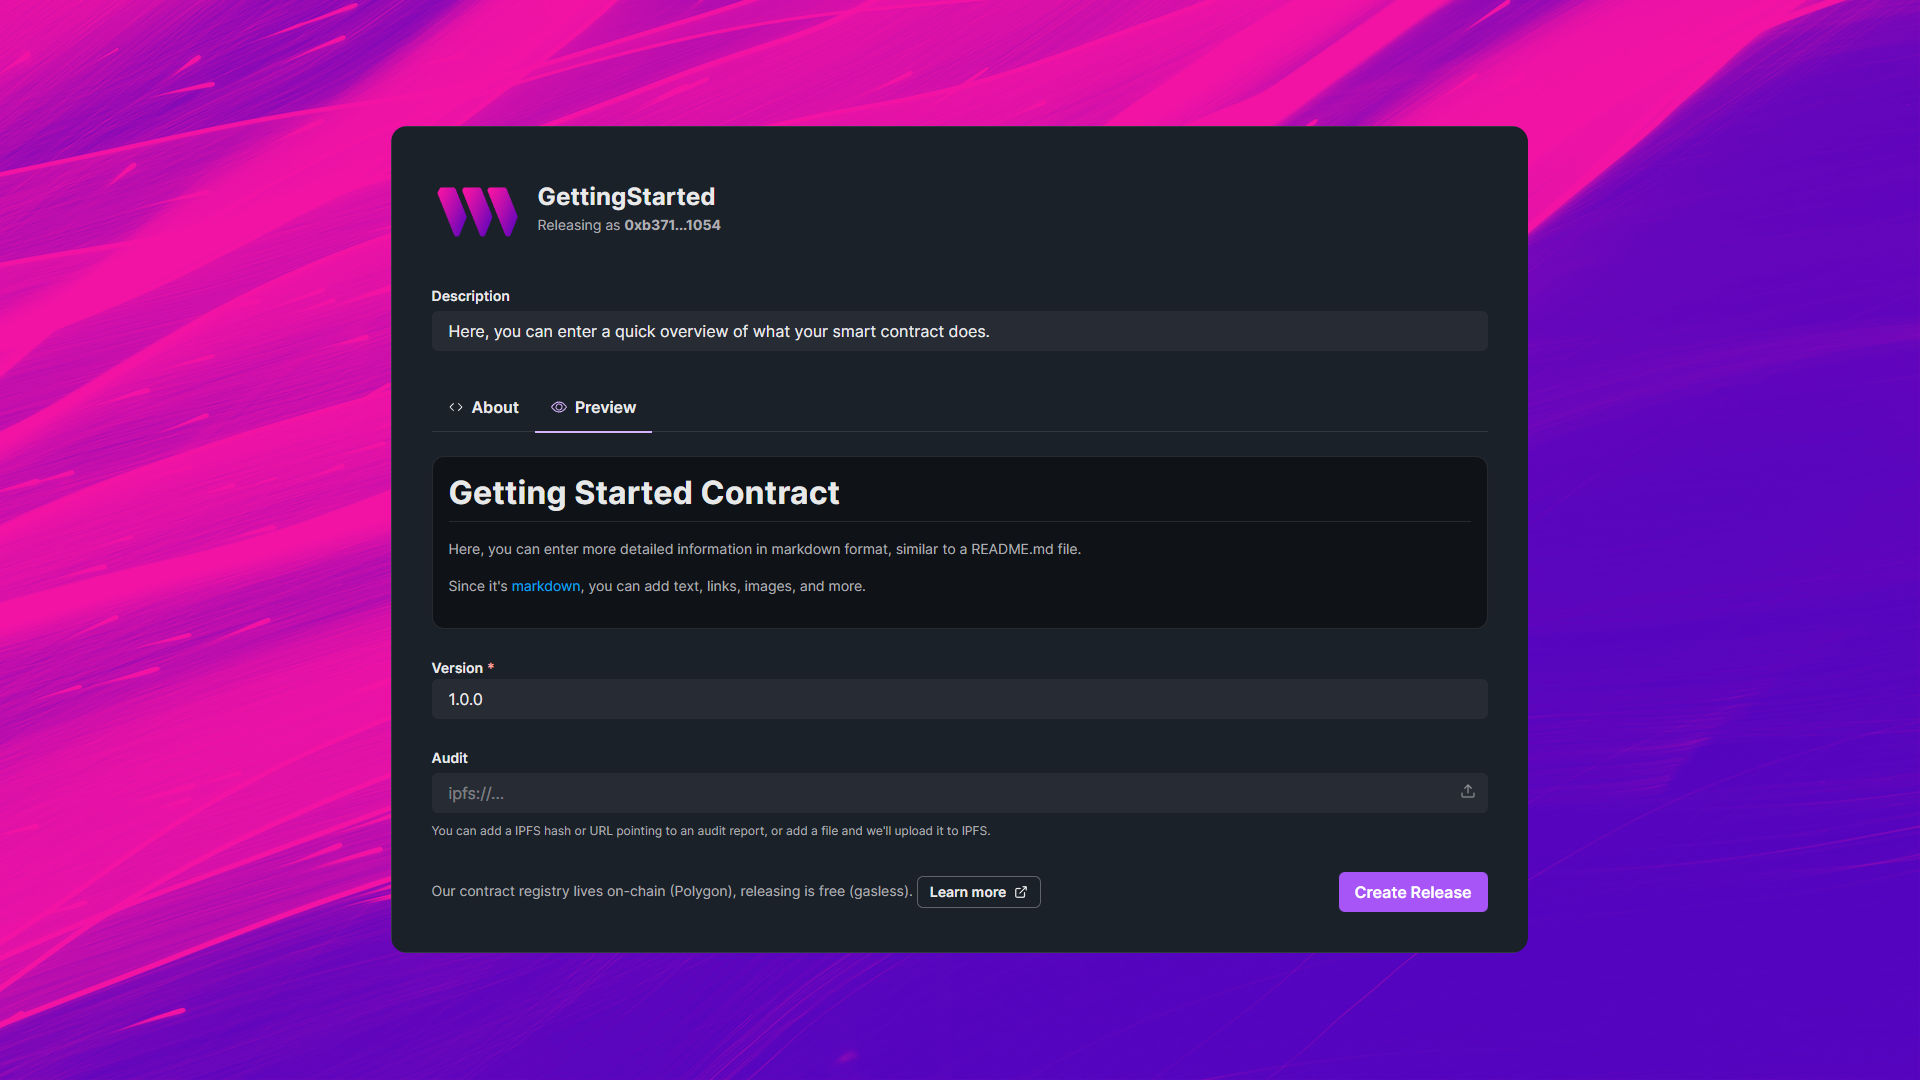 GettingStarted
Releasing as 0xb371...1054
Description
Here, you can enter a quick overview of what your smart contract does.
About
Preview
Getting Started Contract
Here, you can enter more detailed information in markdown format, similar to a README.md file.
Since it's markdown, you can add text, links, images, and more.
Version *
1.0.0
Audit
ipfs://...
You can add a IPFS hash or URL pointing to an audit report, or add a file and we'll upload it to IPFS.
Our contract registry lives on-chain (Polygon), releasing is free (gasless).
Learn more
Create Release